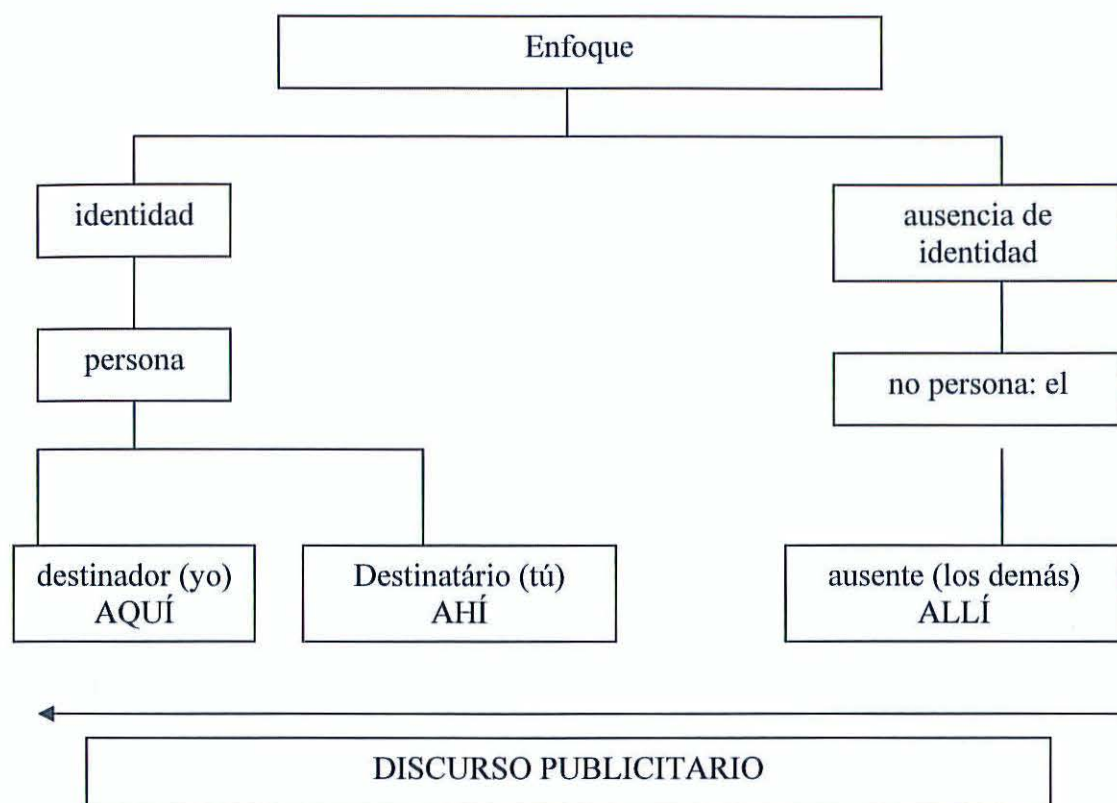 Enfoque
identidad
ausencia de
identidad
persona
no persona: el
destinador (yo)
AQUÍ
Destinatário (tú)
AHÍ
ausente (los demás)
ALLÍ
DISCURSO PUBLICITARIO